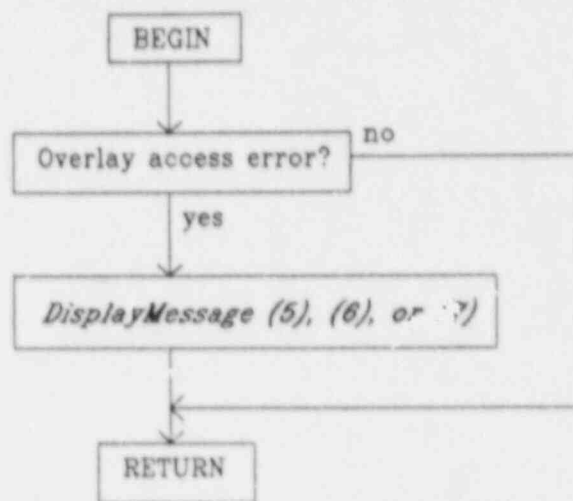 BEGIN
Overlay access error?
no
yes
DisplayMessage (5), (6), or
RETURN